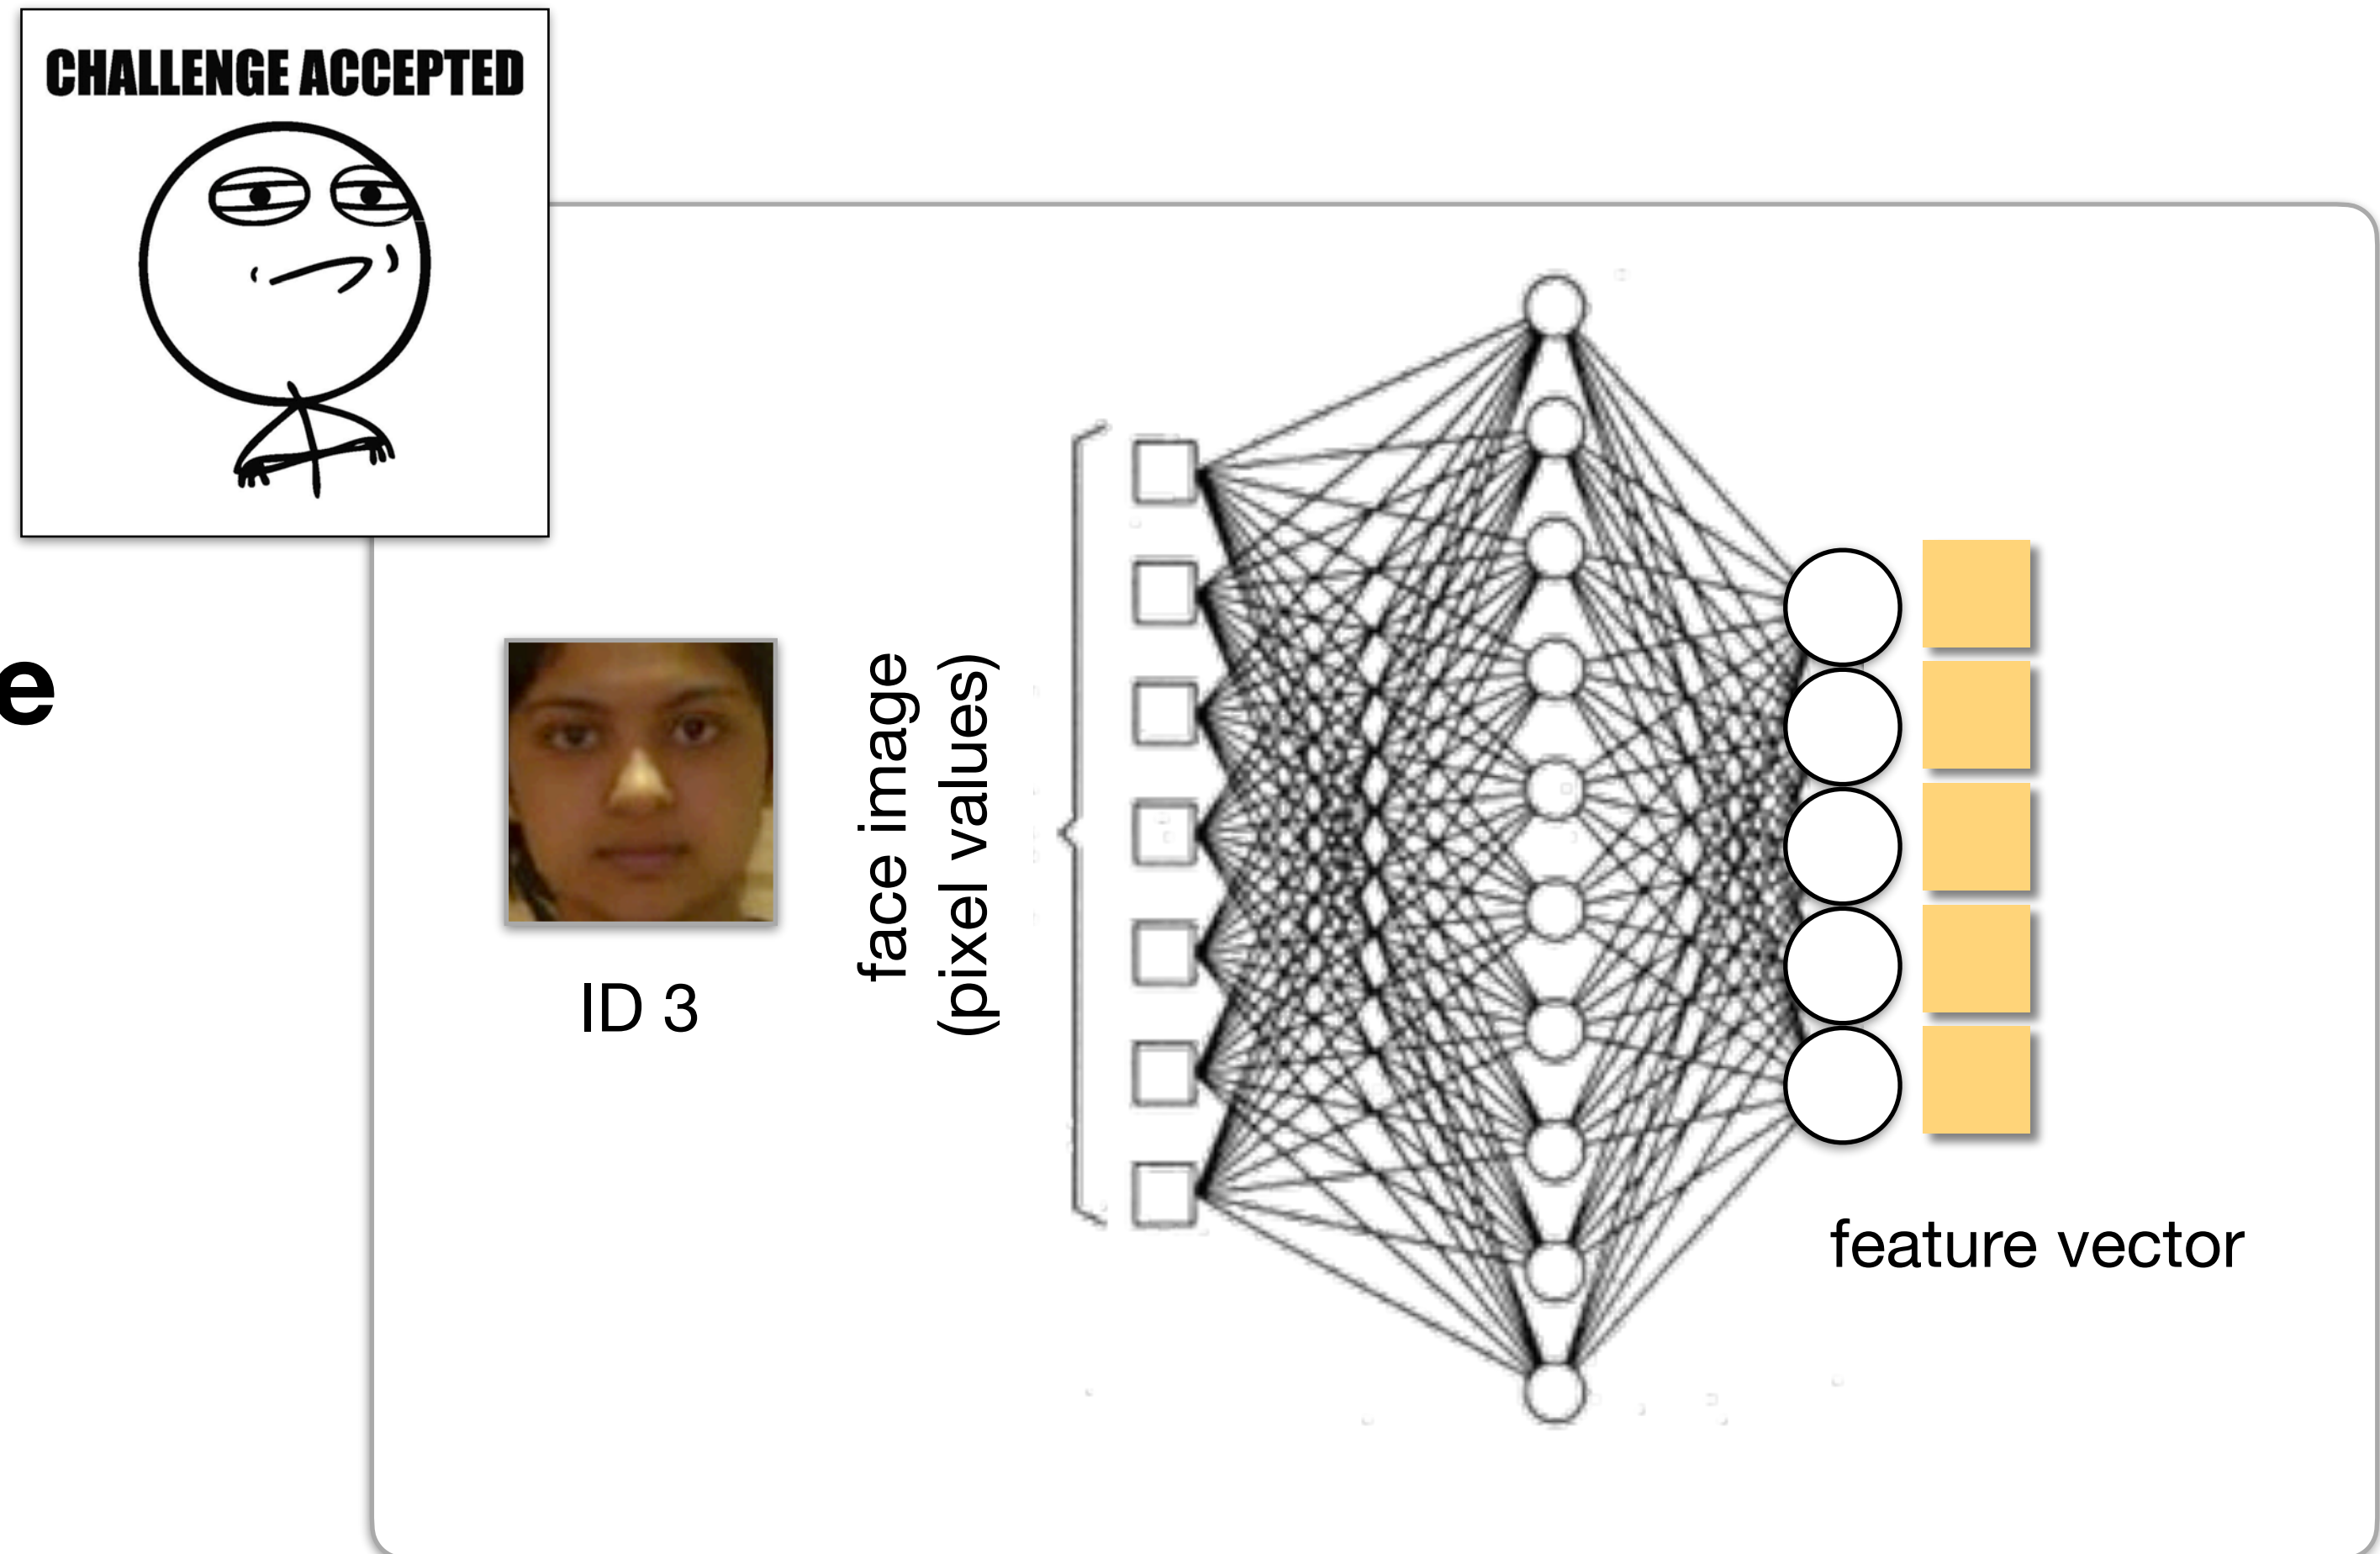 CHALLENGE ACCEPTED
e
face image
(pixel values)
ID 3
feature vector